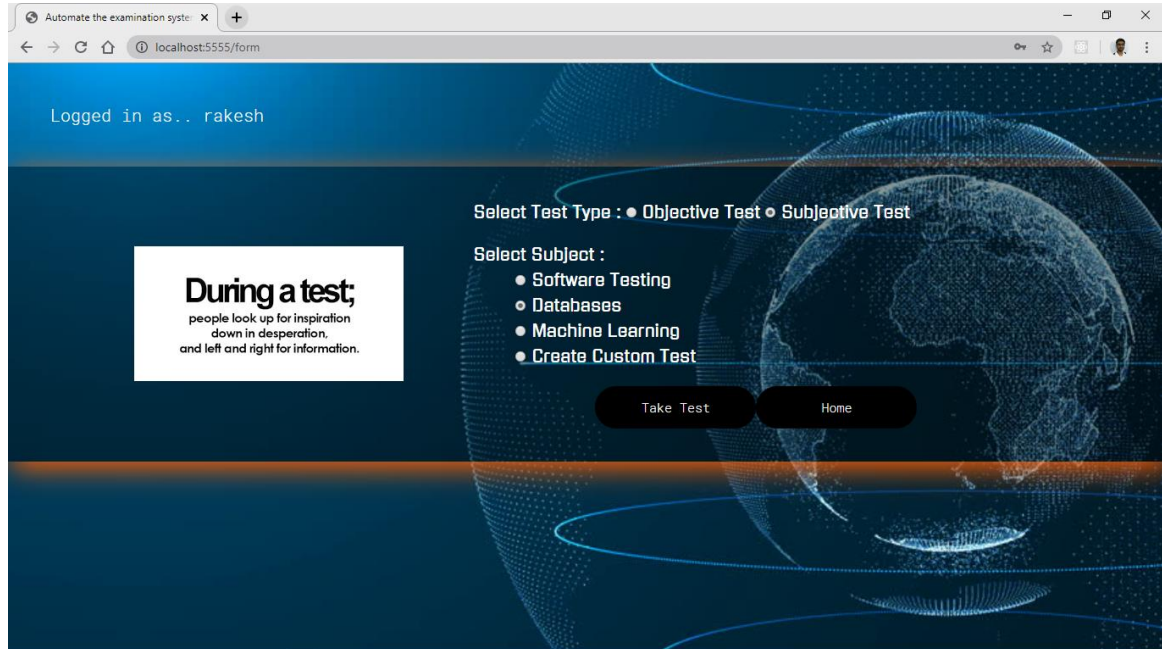 Automate the examination syster
localhost:5555/form
Logged in as.. rakesh
Select Test Type : Objective Test Subjective Test
During a test;
people look up for inspiration
down in desperation,
and left and right for information.
Select Subject :
Software Testing
Databases
Machine Learning
Create Custom Test
Take Test Home